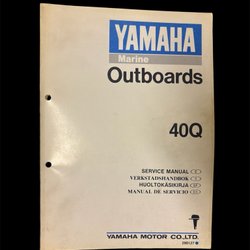 YAMAHA
Marine
Outboards
40Q
SERVICE MANUAL
VERKSTADSHANDBOK
HUOLTOKÄSIKIRJA
MANUAL DE SERVICIO
YAMAHA MOTOR CO., LTD.